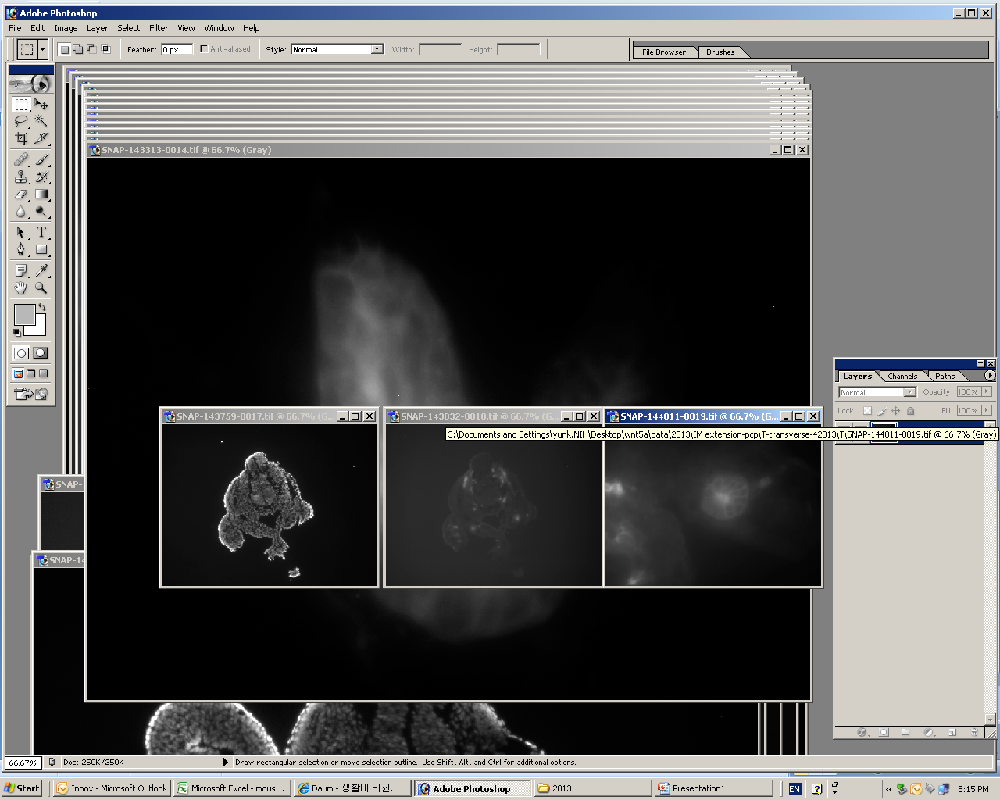 Adobe Photoshop
File Edit Image Layer Select Filter View Window Help
Feather: 0 px Anti-aliased Style: Normal Width: Height: File Browser Brushes
SNAP-143313-0014.tif @ 66.7% (Gray)
Layers Channels Paths
Normal Opacity: 100%
Lock: Fill: 100%
SNAP-143759-0017.tif @ 66.7% (G... SNAP-143832-0018.tif @ 66.7% (G... SNAP-144011-0019.tif @ 66.7% (G...
C:\Documents and Settings\yunk.NIH\Desktop\wnt5a\data\2013\IM extension-pcp\T-transverse-42313\T\SNAP-144011-0019.tif @ 66.7% (Gray)
SNAP-
SNAP-14
66.67% Doc: 250K/250K Draw rectangular selection or move selection outline. Use Shift, Alt, and Ctrl for additional options.
Start Inbox - Microsoft Outlook Microsoft Excel - mous... Daum - 생활이 바뀐... Adobe Photoshop 2013 Presentation1 EN 5:15 PM